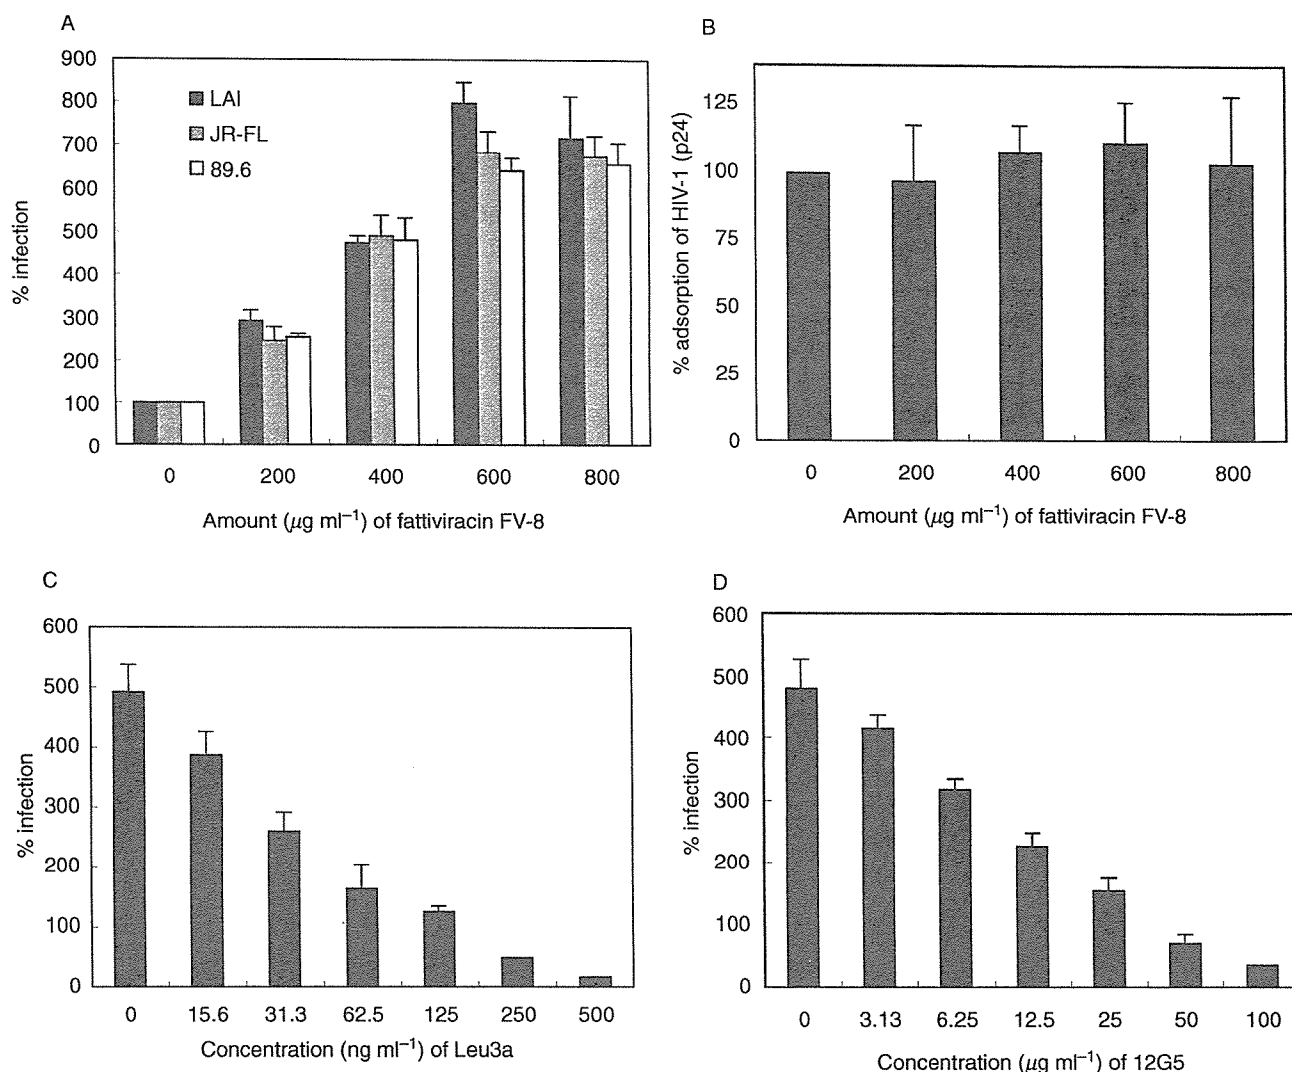 A
% infection
900
800
700
600
500
400
300
200
100
0
LAI
JR-FL
89.6
0 200 400 600 800
Amount (μg ml⁻¹) of fattiviracin FV-8
B
% adsorption of HIV-1 (p24)
125
100
75
50
25
0
0 200 400 600 800
Amount (μg ml⁻¹) of fattiviracin FV-8
C
% infection
600
500
400
300
200
100
0
0 15.6 31.3 62.5 125 250 500
Concentration (ng ml⁻¹) of Leu3a
D
% infection
600
500
400
300
200
100
0
0 3.13 6.25 12.5 25 50 100
Concentration (μg ml⁻¹) of 12G5